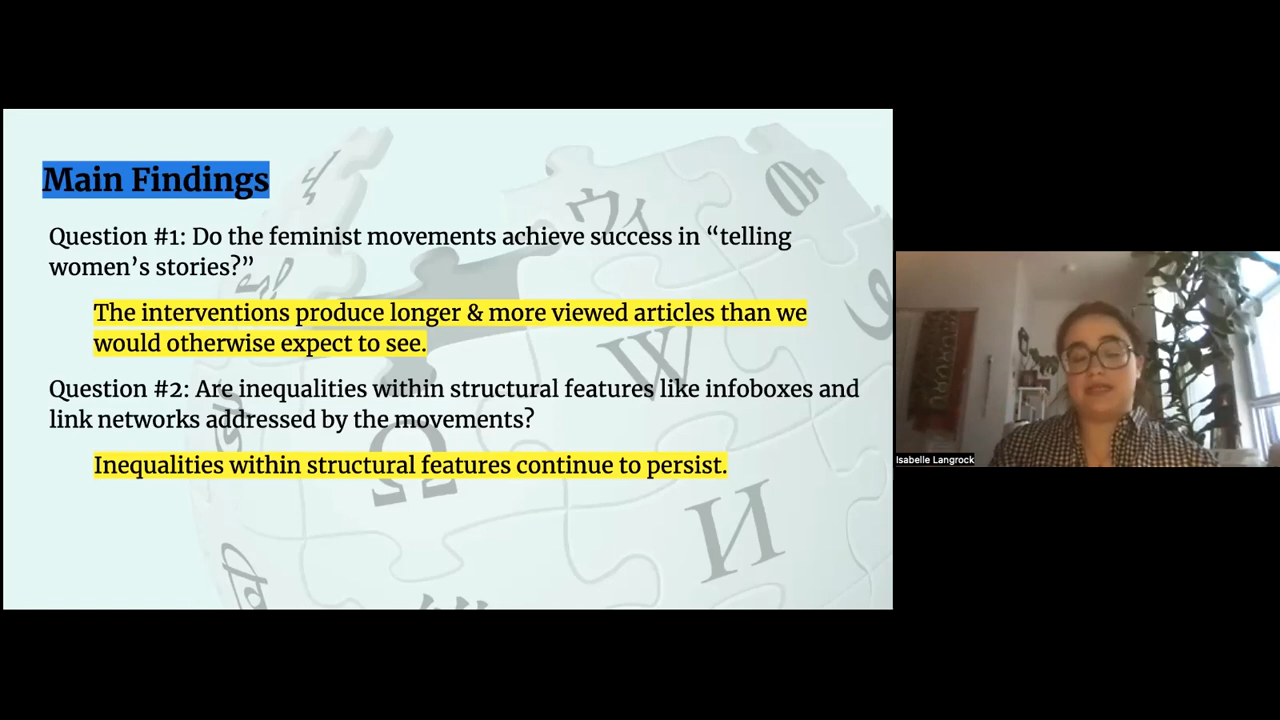 Main Findings
Question #1: Do the feminist movements achieve success in “telling
women’s stories?”
The interventions produce longer & more viewed articles than we
would otherwise expect to see.
Question #2: Are inequalities within structural features like infoboxes and
link networks addressed by the movements?
Inequalities within structural features continue to persist.
Isabelle Langrock